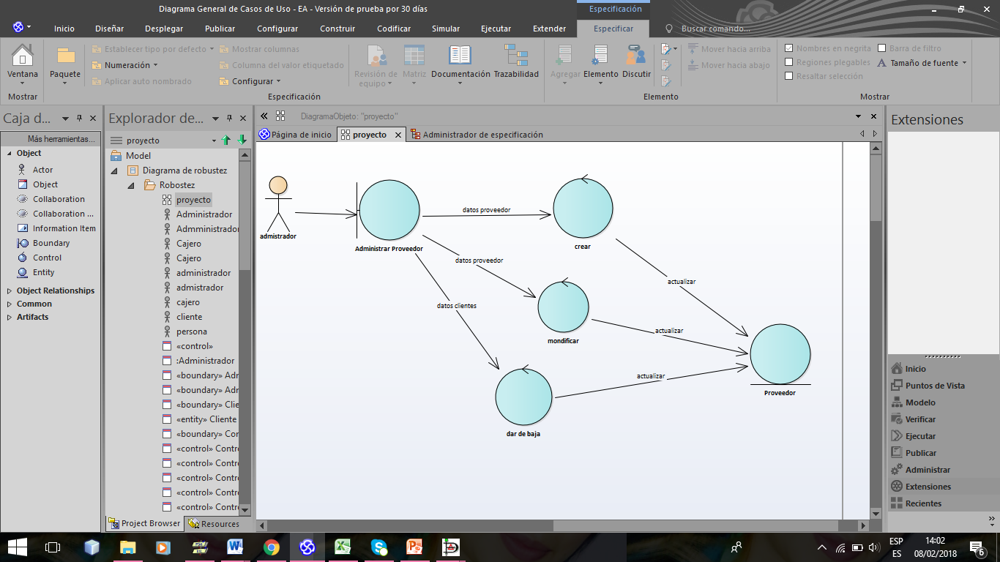 Diagrama General de Casos de Uso - EA - Versión de prueba por 30 días
Especificación
Inicio Diseñar Desplegar Publicar Configurar Construir Codificar Simular Ejecutar Extender Especificar Buscar comando...
Ventana
Mostrar
Paquete
Establecer tipo por defecto
Numeración
Aplicar auto nombrado
Mostrar columnas
Columna del valor etiquetado
Configurar
Revisión de equipo
Matriz
Documentación
Trazabilidad
Especificación
Agregar
Elemento
Discutir
Mover hacia arriba
Mover hacia abajo
Elemento
Nombres en negrita
Regiones plegables
Resaltar selección
Barra de filtro
Tamaño de fuente
Mostrar
Caja d...
Más herramientas...
Object
Actor
Object
Collaboration
Collaboration ...
Information Item
Boundary
Control
Entity
Object Relationships
Common
Artifacts
Explorador de...
proyecto
Model
Diagrama de robustez
Robostez
proyecto
Administrador
Admministrador
Cajero
Cajero
administrador
admistrador
cajero
cliente
persona
«control»
:Administrador
«boundary» Adr
«boundary» Adr
«boundary» Clie
«entity» Cliente
«boundary» Cor
«control» Contr
«control» Contr
«control» Contr
«control» Contr
«control» Contr
Project Browser
Resources
DiagramaObjeto: "proyecto"
Página de inicio
proyecto
Administrador de especificación
admistrador
Administrar Proveedor
datos proveedor
crear
datos proveedor
actualizar
datos clientes
mondificar
actualizar
actualizar
dar de baja
Proveedor
Extensiones
Inicio
Puntos de Vista
Modelo
Verificar
Ejecutar
Publicar
Administrar
Extensiones
Recientes
ESP
ES
14:02
08/02/2018
6